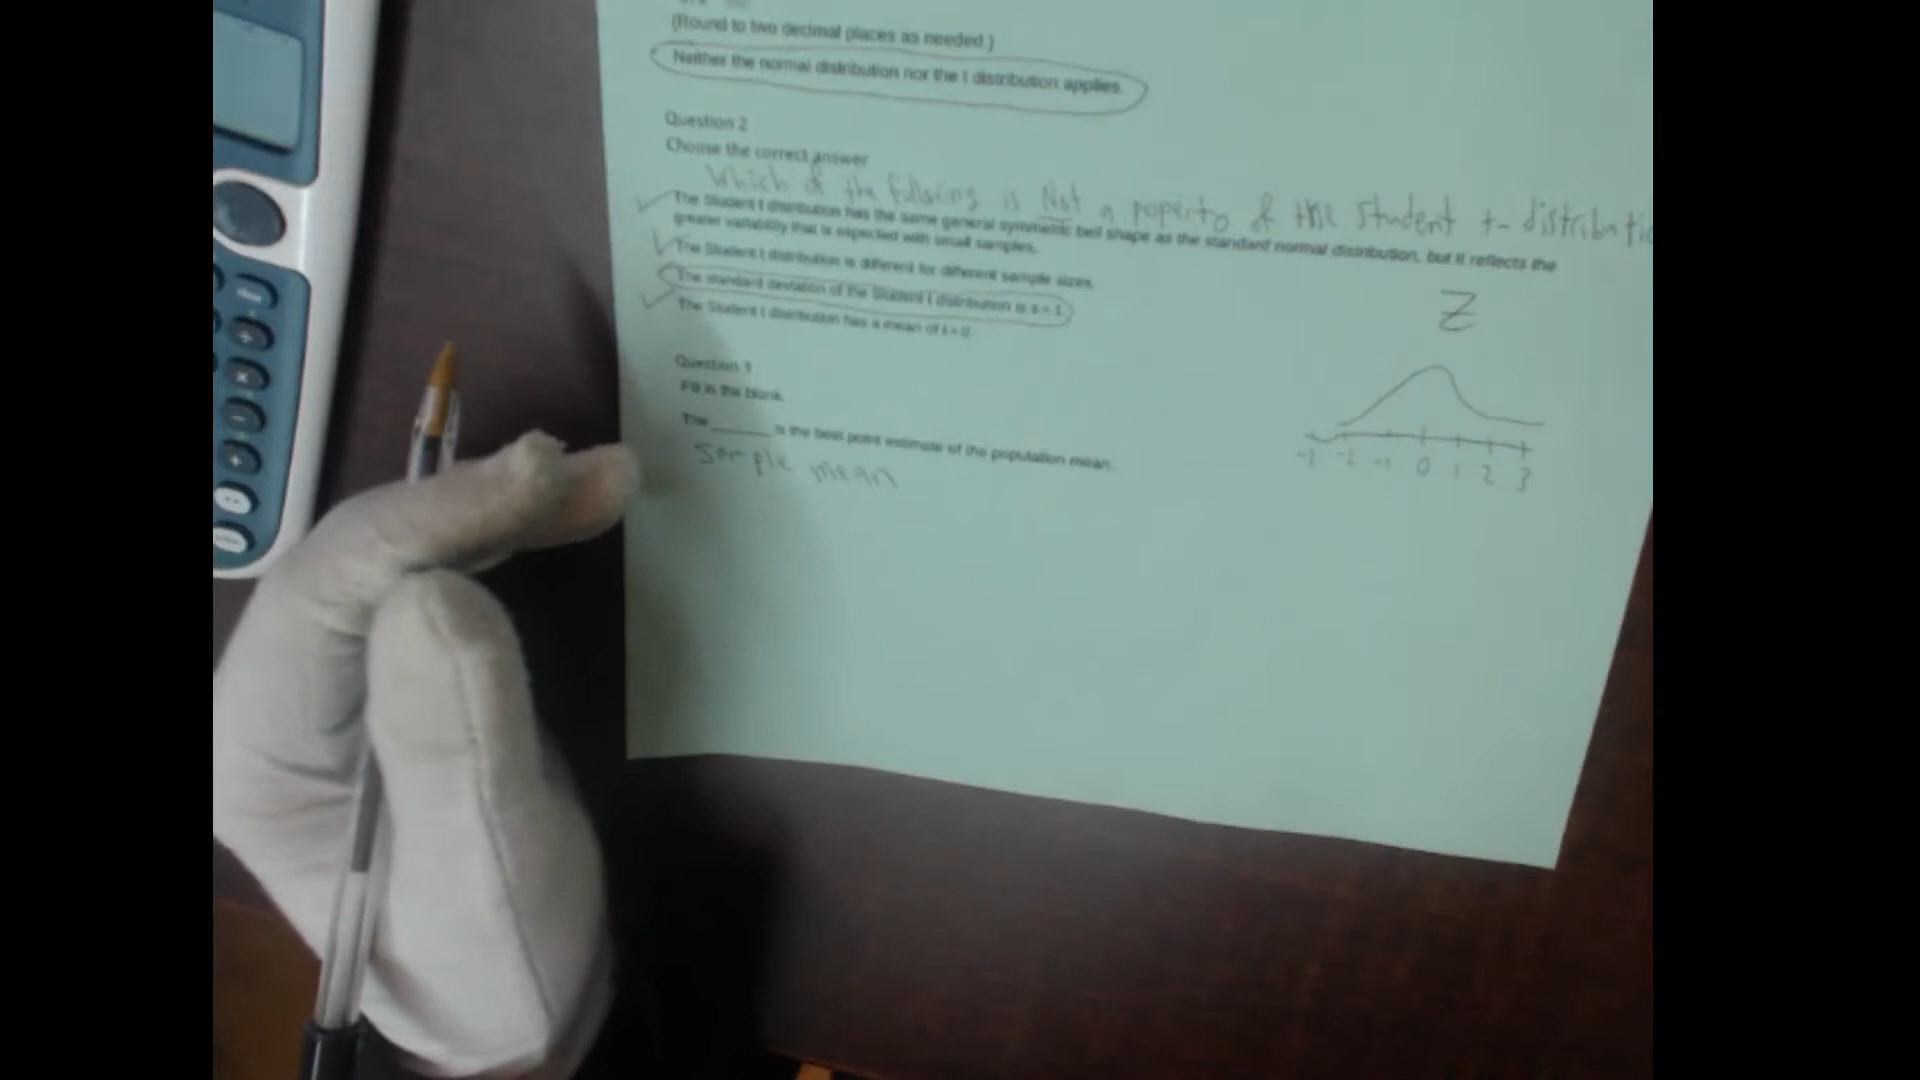 (Round to two decimal places as needed.)
Neither the normal distribution nor the t distribution applies.
Question 2
Choose the correct answer
Which of the following is Not a poperty of the student t- distributio
The Student t distribution has the same general symmetric bell shape as the standard normal distribution, but it reflects the
greater variability that is expected with small samples.
The Student t distribution is different for different sample sizes.
The standard deviation of the Student t distribution is s = 1.
The Student t distribution has a mean of t = 0.
Z
Question 3
Fill in the blank.
The ______ is the best point estimate of the population mean.
Sample mean
-2 -1 0 1 2 3